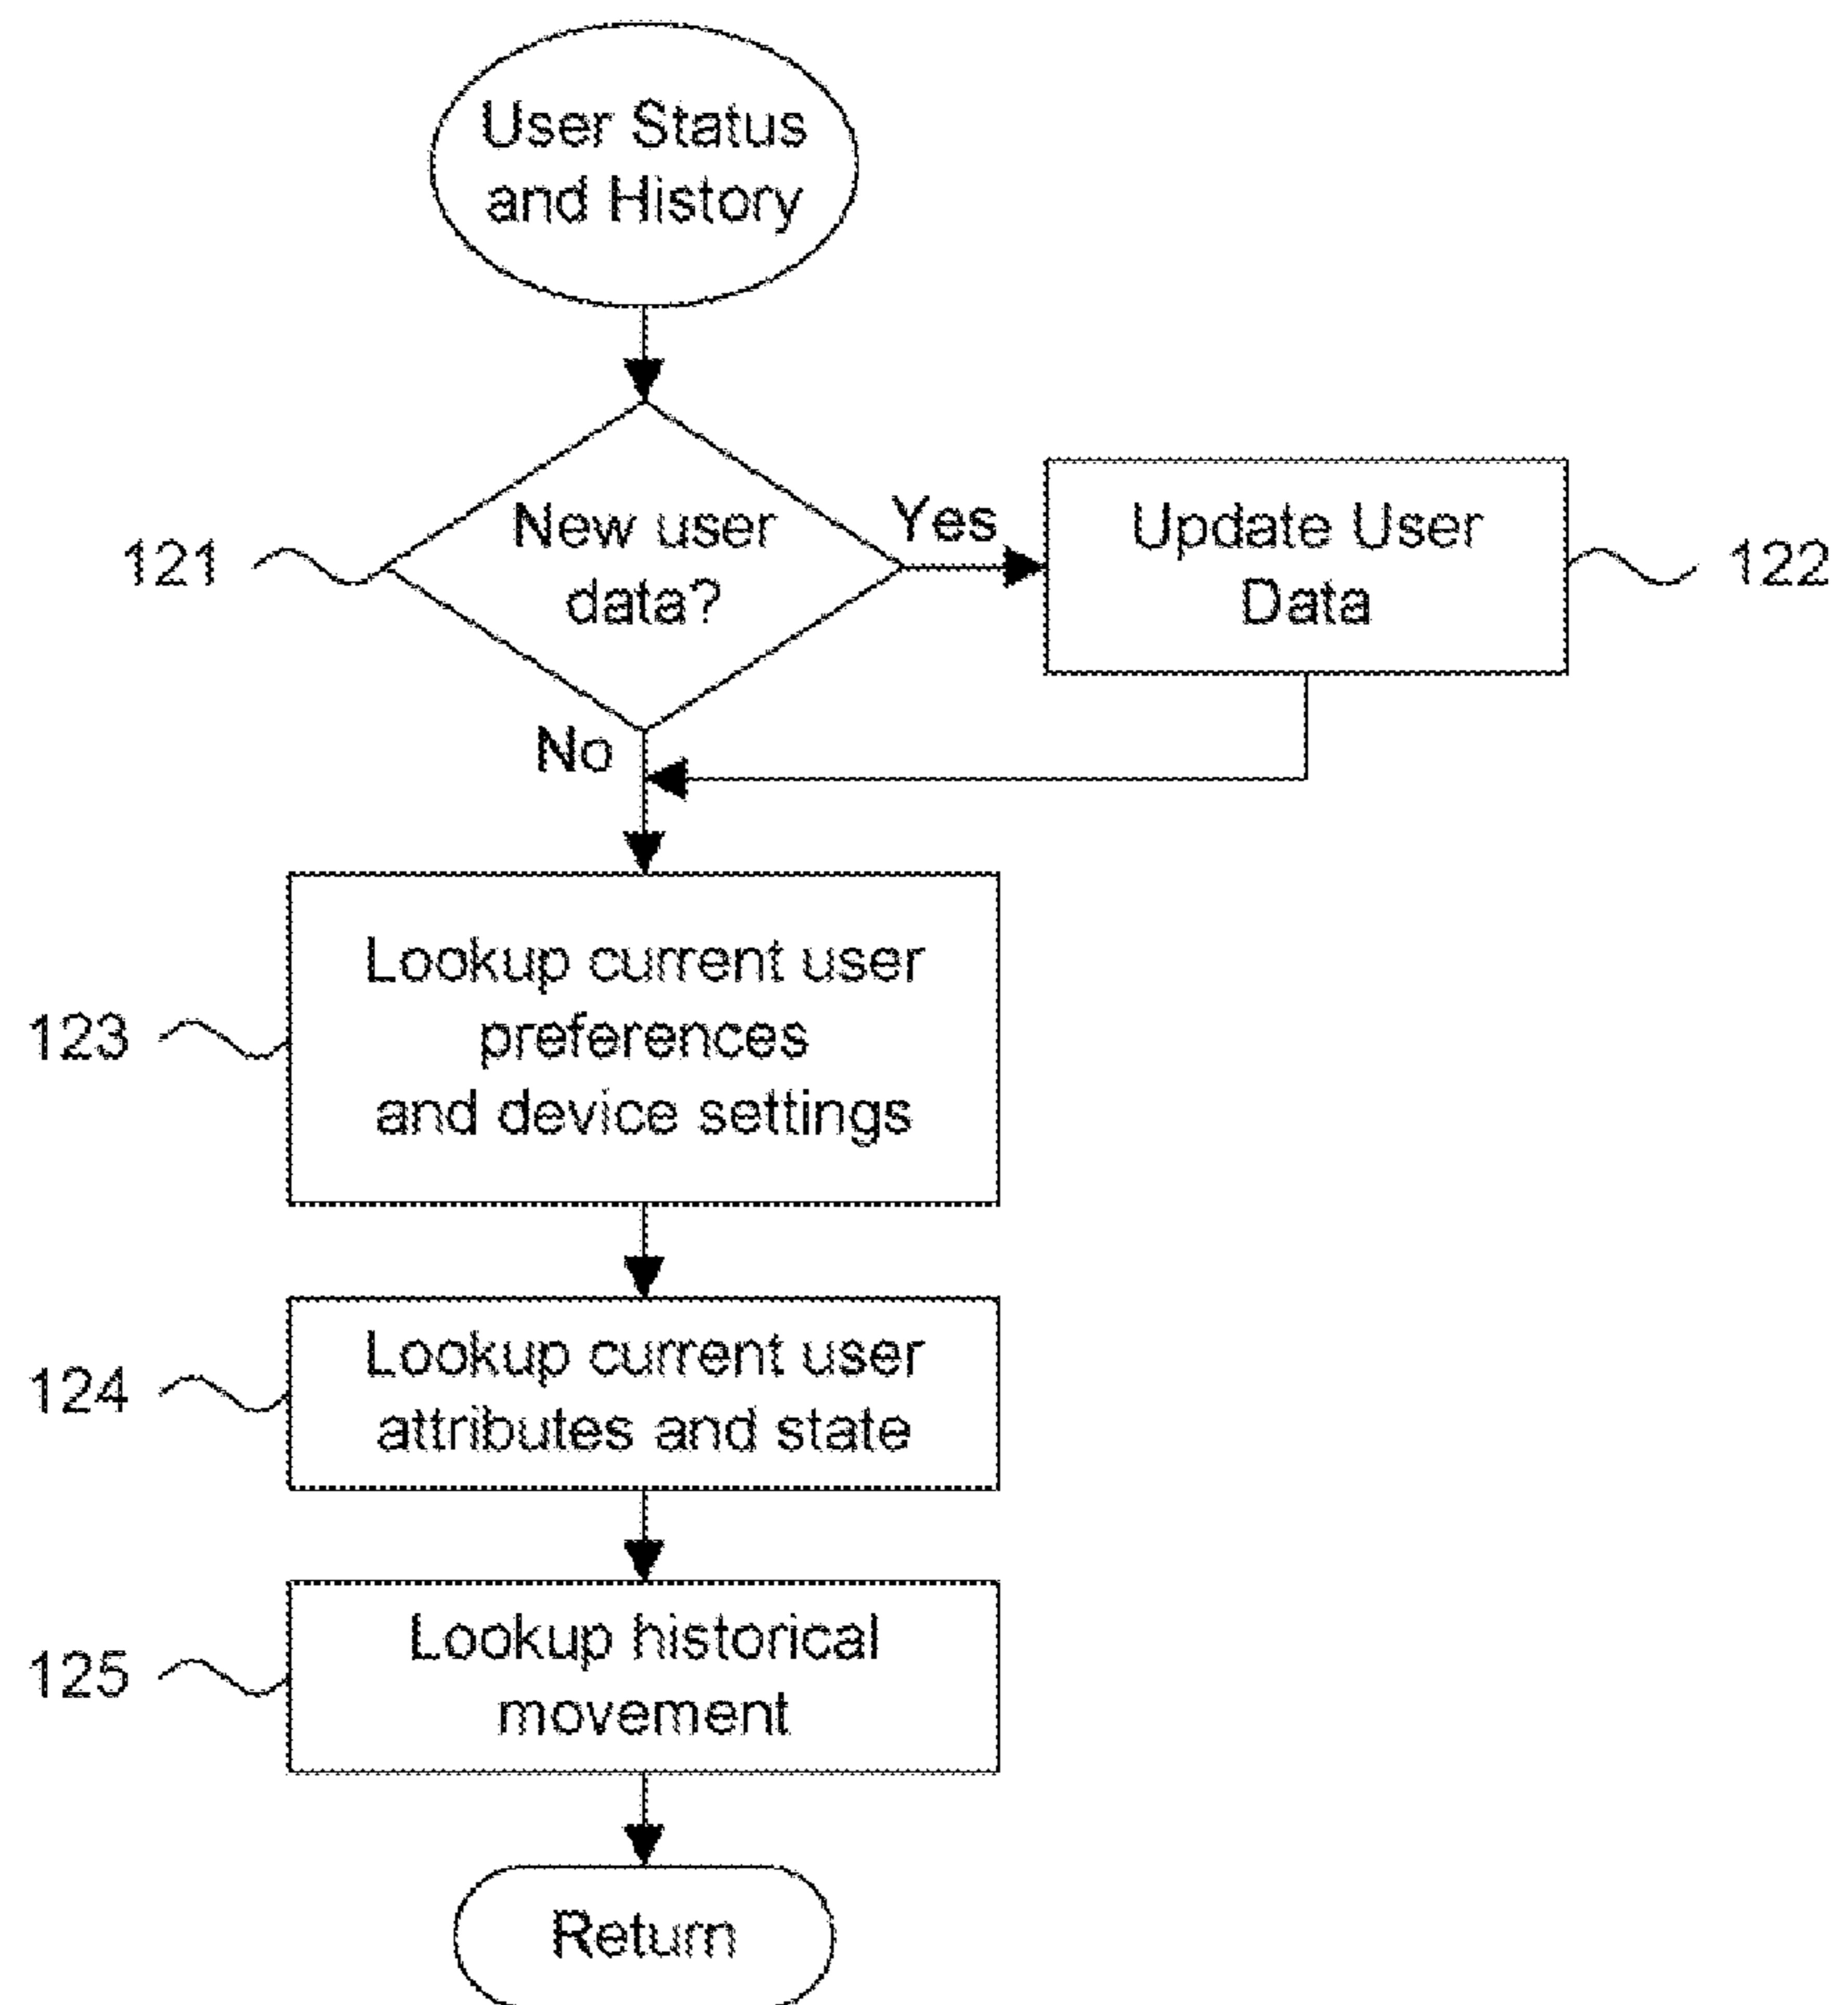 User Status
and History
New user
data?
Yes
No
121
Update User
Data
122
Lookup current user
preferences
and device settings
123
Lookup current user
attributes and state
124
Lookup historical
movement
125
Return